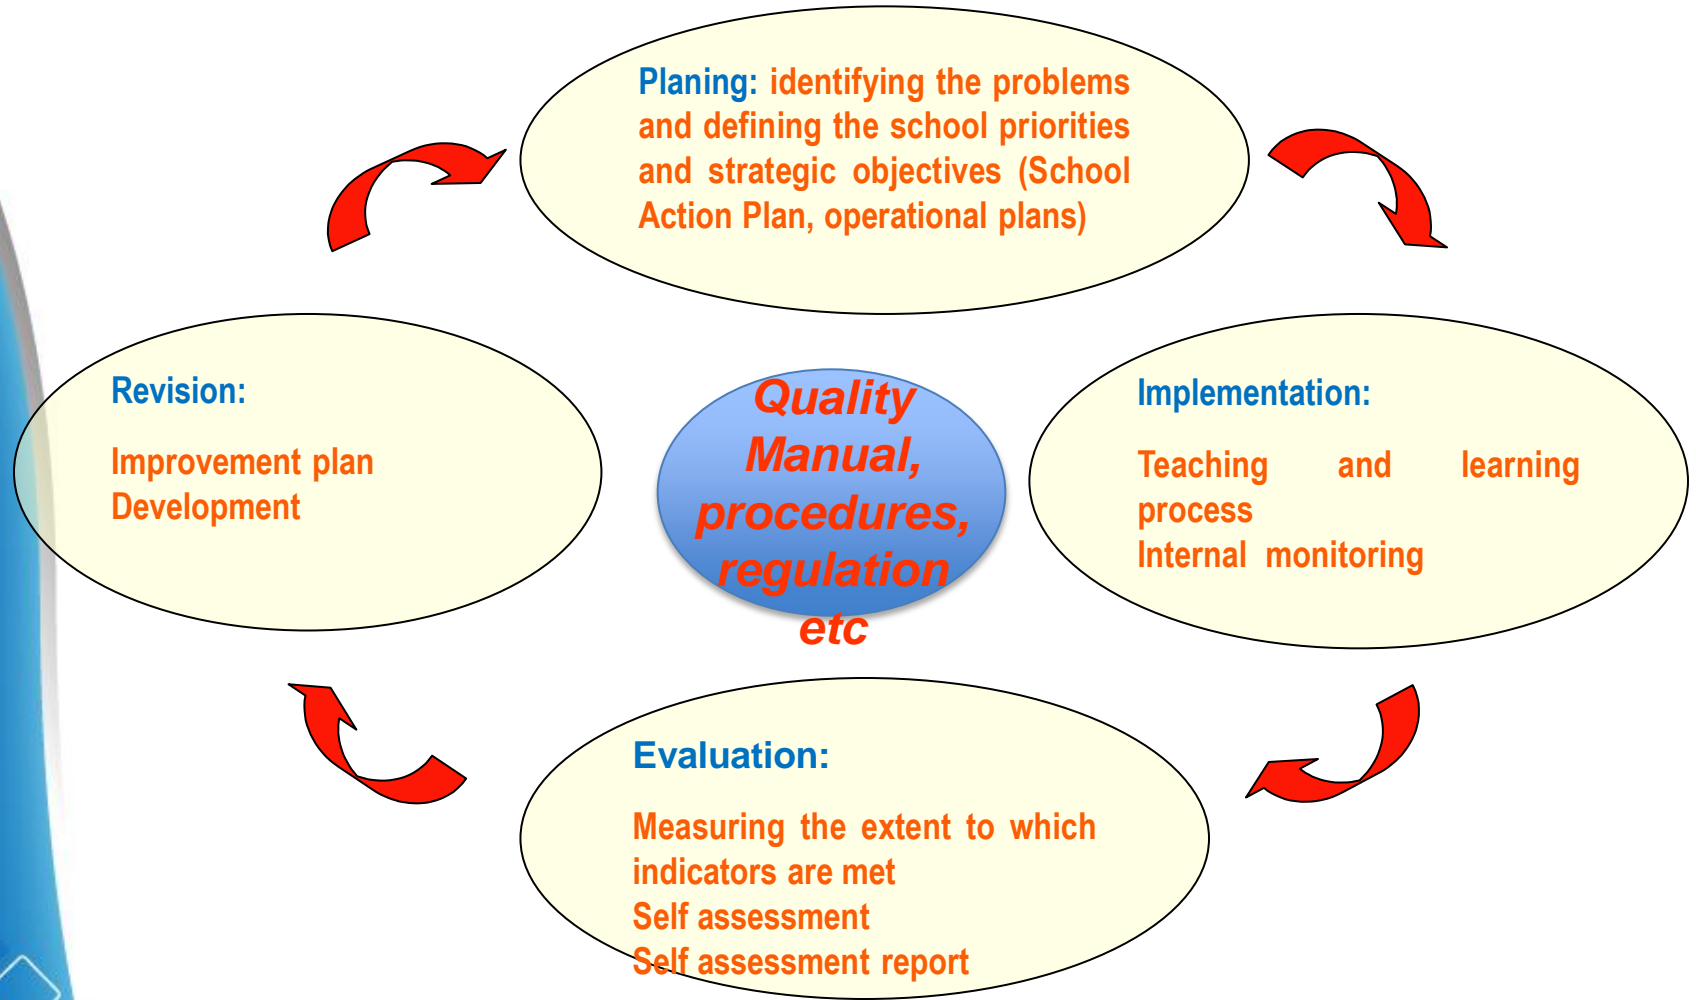 Planing: identifying the problems
and defining the school priorities
and strategic objectives (School
Action Plan, operational plans)
Revision:
Improvement plan
Development
Quality
Manual,
procedures,
regulation
etc
Implementation:
Teaching and learning
process
Internal monitoring
Evaluation:
Measuring the extent to which
indicators are met
Self assessment
Self assessment report